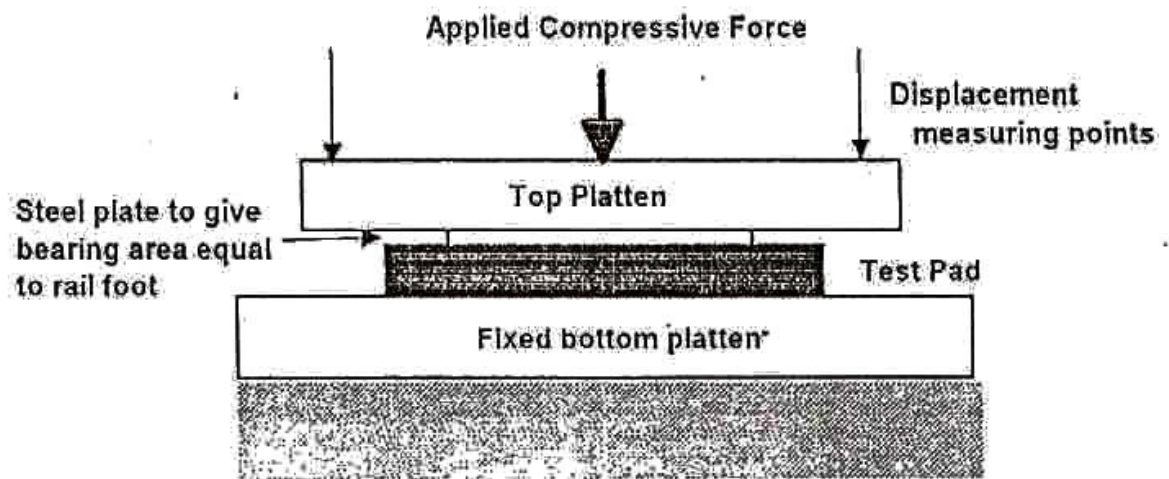 Applied Compressive Force
Displacement
measuring points
Top Platten
Steel plate to give
bearing area equal
to rail foot
Test Pad
Fixed bottom platten